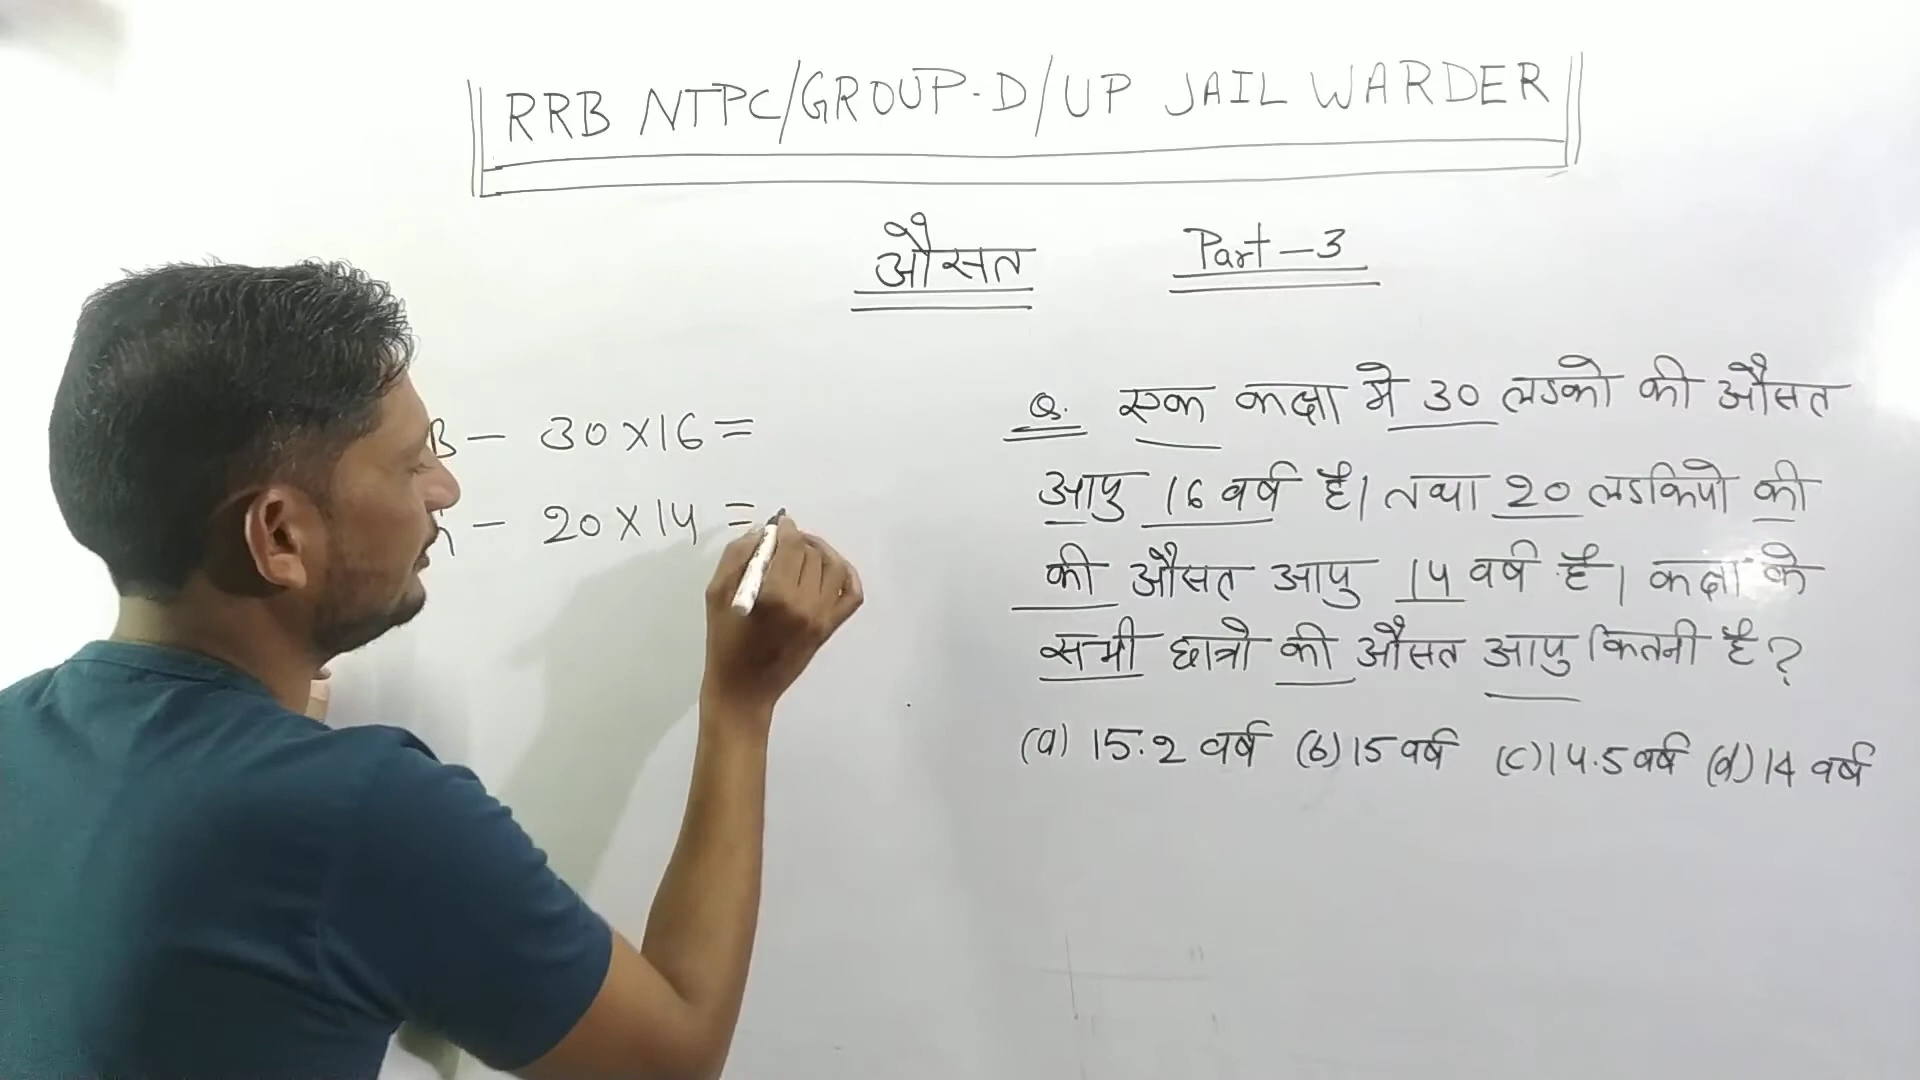 RRB NTPC/GROUP-D/UP JAIL WARDER
औसत Part-3
B - 30×16=
- 20×14 =
Q. एक कक्षा मे 30 लडको की औसत
आयु 16 वर्ष है। तथा 20 लडकियो की
की औसत आयु 14 वर्ष है। कक्षा के
सभी छात्रो की औसत आयु कितनी है?
(a) 15.2 वर्ष (b) 15 वर्ष (c) 14.5 वर्ष (d) 14 वर्ष